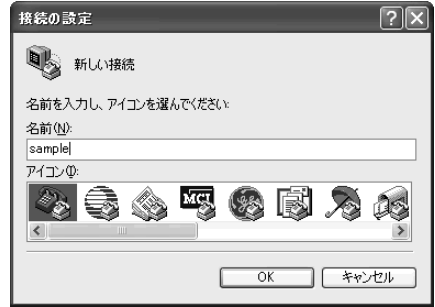 接続の設定
新しい接続
名前を入力し、アイコンを選んでください:
名前(N):
sample
アイコン(I):
MCI
OK キャンセル